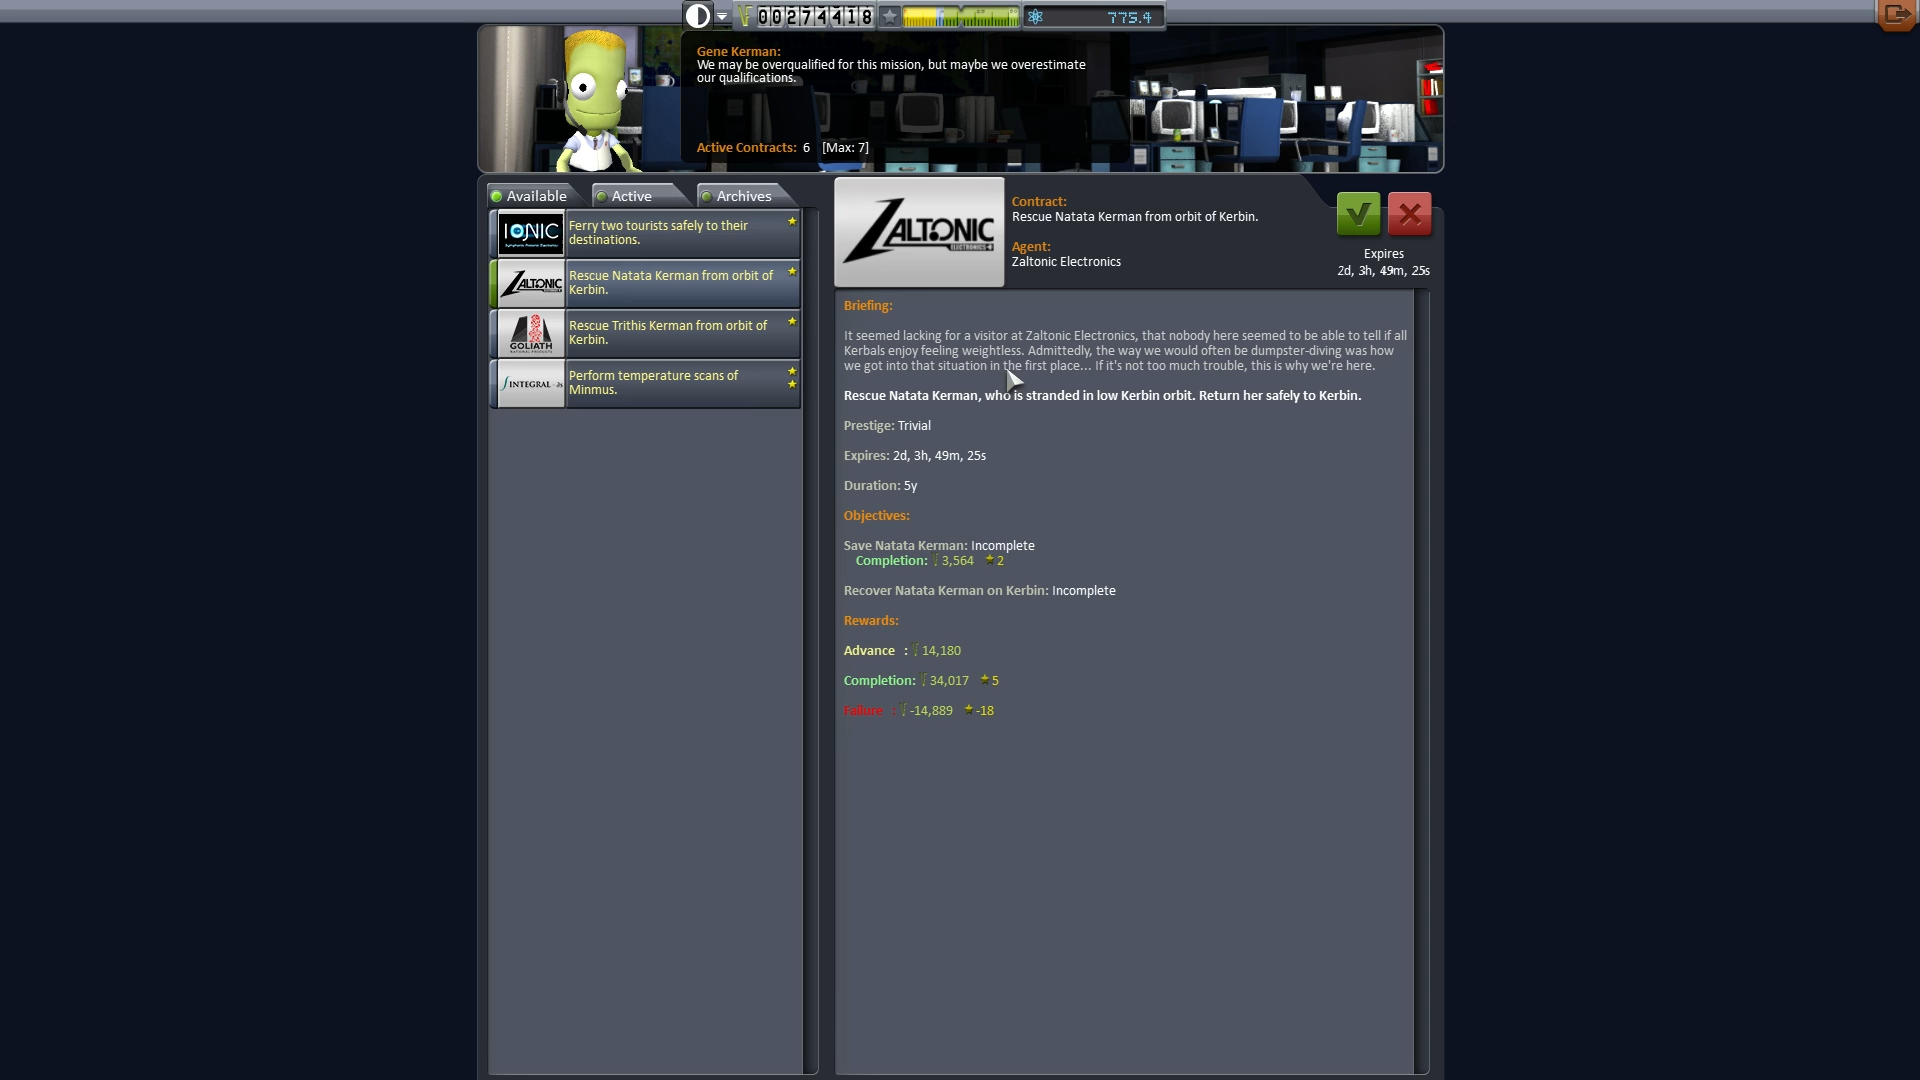 00274418
775.4
Gene Kerman:
We may be overqualified for this mission, but maybe we overestimate
our qualifications.
Active Contracts: 6 [Max: 7]
Available
Active
Archives
IONIC
Symphonic Protonic Electronics
Ferry two tourists safely to their
destinations.
ZALTONIC
Rescue Natata Kerman from orbit of
Kerbin.
GOLIATH
NATIONAL PRODUCTS
Rescue Trithis Kerman from orbit of
Kerbin.
INTEGRAL
Perform temperature scans of
Minmus.
ZALTONIC
ELECTRONICS
Contract:
Rescue Natata Kerman from orbit of Kerbin.
Agent:
Zaltonic Electronics
Expires
2d, 3h, 49m, 25s
Briefing:
It seemed lacking for a visitor at Zaltonic Electronics, that nobody here seemed to be able to tell if all
Kerbals enjoy feeling weightless. Admittedly, the way we would often be dumpster-diving was how
we got into that situation in the first place... If it's not too much trouble, this is why we're here.
Rescue Natata Kerman, who is stranded in low Kerbin orbit. Return her safely to Kerbin.
Prestige: Trivial
Expires: 2d, 3h, 49m, 25s
Duration: 5y
Objectives:
Save Natata Kerman: Incomplete
Completion: 3,564 2
Recover Natata Kerman on Kerbin: Incomplete
Rewards:
Advance : 14,180
Completion: 34,017 5
Failure : -14,889 -18